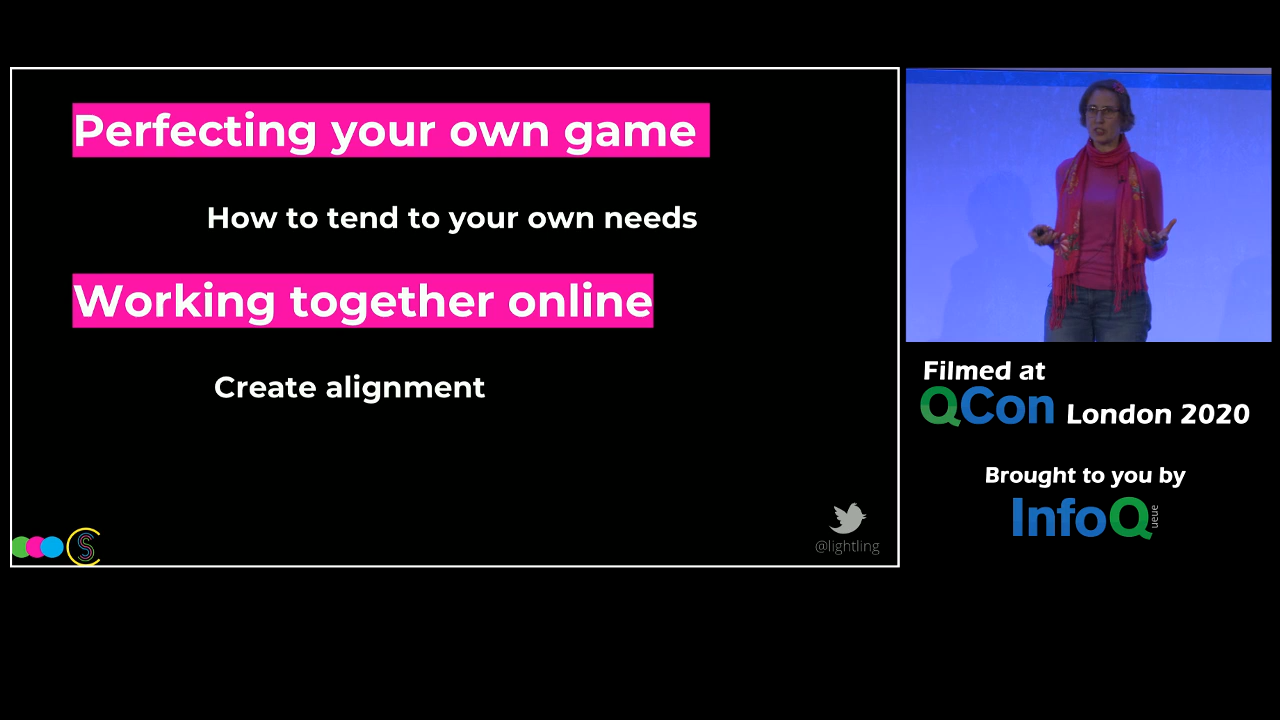 Perfecting your own game
How to tend to your own needs
Working together online
Create alignment
@lightling
Filmed at
QCon London 2020
Brought to you by
InfoQ
ueue